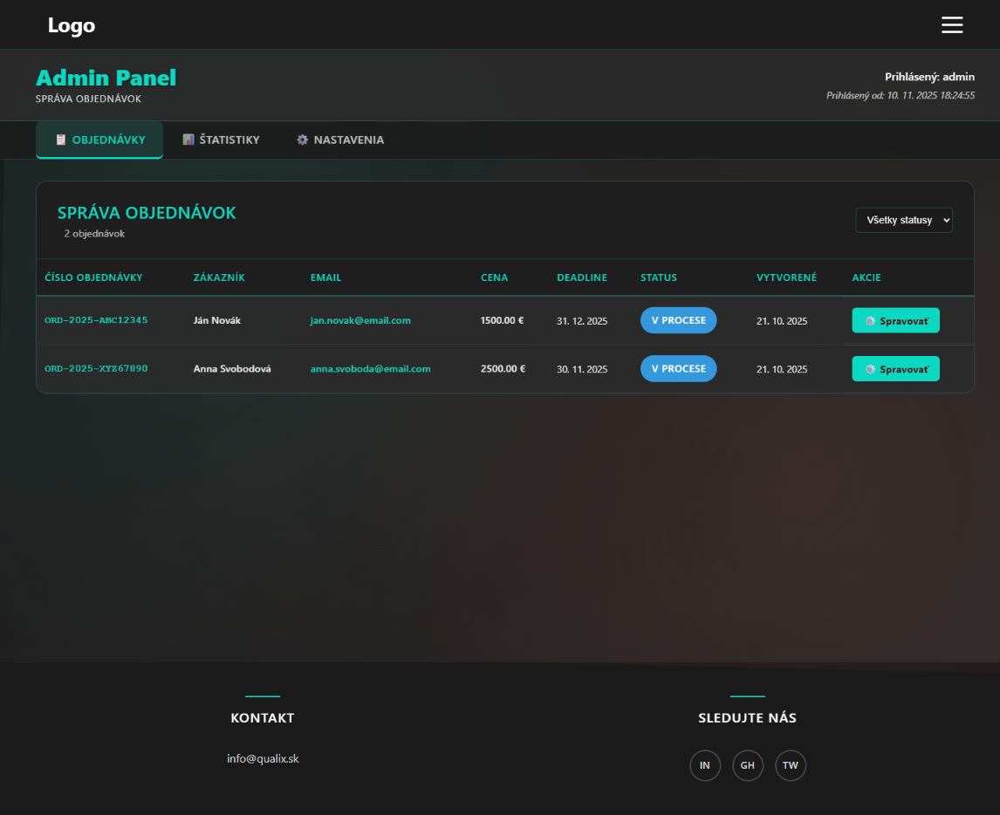 Logo
Admin Panel
SPRÁVA OBJEDNÁVOK
Prihlásený: admin
Prihlásený od: 10. 11. 2025 18:24:55
OBJEDNÁVKY ŠTATISTIKY NASTAVENIA
SPRÁVA OBJEDNÁVOK
2 objednávok
Všetky statusy
ČÍSLO OBJEDNÁVKY ZÁKAZNÍK EMAIL CENA DEADLINE STATUS VYTVORENÉ AKCIE
ORD-2025-ABC12345 Ján Novák jan.novak@email.com 1500.00 € 31. 12. 2025 V PROCESE 21. 10. 2025 Spravovať
ORD-2025-XYZ67890 Anna Svobodová anna.svoboda@email.com 2500.00 € 30. 11. 2025 V PROCESE 21. 10. 2025 Spravovať
KONTAKT
info@qualix.sk
SLEDUJTE NÁS
IN GH TW